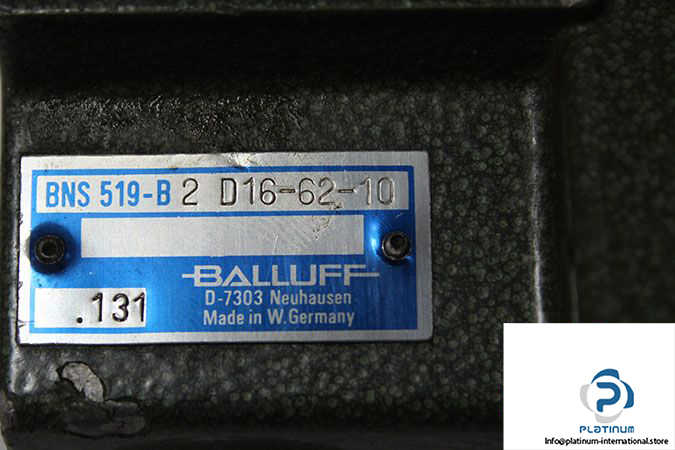 BNS 519-B 2 D16-62-10
BALLUFF
D-7303 Neuhausen
.131
Made in W.Germany
PLATINUM
Info@platinum-international.store